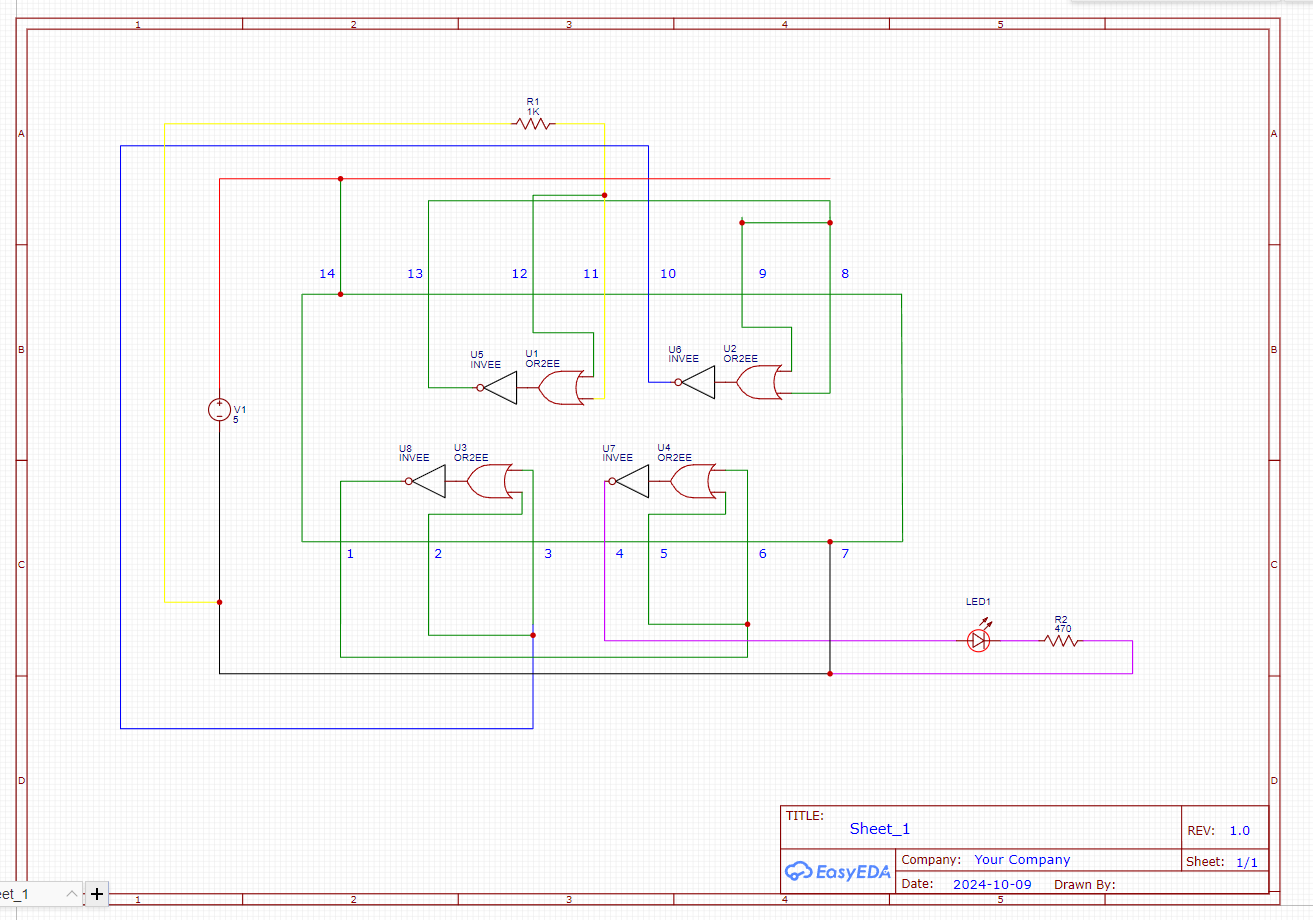 1 2 3 4 5
A A
R1
1K
14 13 12 11 10 9 8
B B
U5
INVEE
U1
OR2EE
U6
INVEE
U2
OR2EE
V1
5
U8
INVEE
U3
OR2EE
U7
INVEE
U4
OR2EE
1 2 3 4 5 6 7
C C
LED1
R2
470
D D
TITLE:
Sheet_1
REV: 1.0
EasyEDA
Company: Your Company
Sheet: 1/1
Date: 2024-10-09 Drawn By:
eet_1 +
1 2 3 4 5